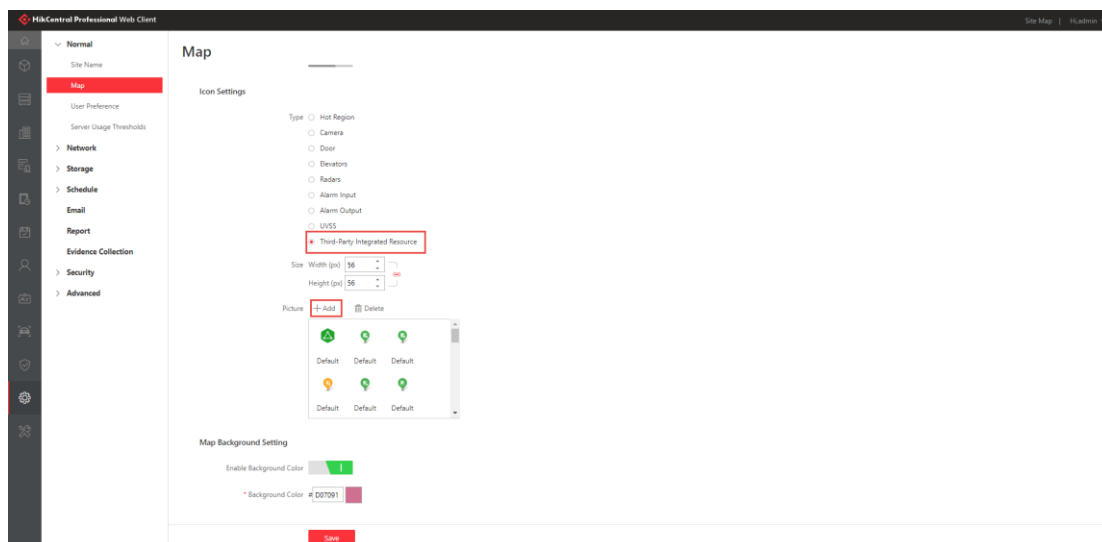 HikCentral Professional Web Client
Site Map | Hi,admin
Normal
Site Name
Map
User Preference
Server Usage Thresholds
Network
Storage
Schedule
Email
Report
Evidence Collection
Security
Advanced
Map
Icon Settings
Type Hot Region
Camera
Door
Elevators
Radars
Alarm Input
Alarm Output
UVSS
Third-Party Integrated Resource
Size Width (px) 56
Height (px) 56
Picture + Add Delete
Default Default Default
Default Default Default
Map Background Setting
Enable Background Color
* Background Color # D07091
Save